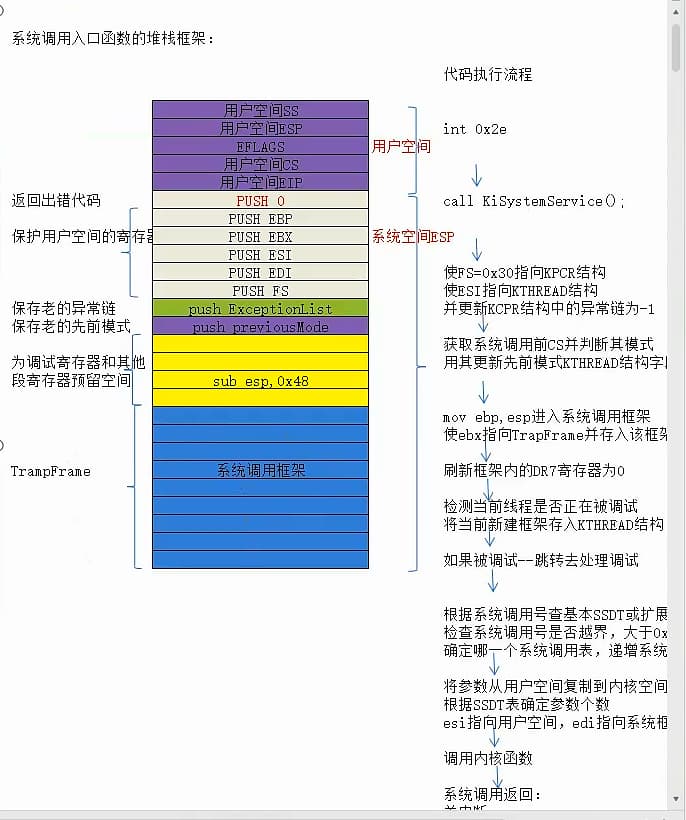 系统调用入口函数的堆栈框架：
代码执行流程
用户空间SS
用户空间ESP
EFLAGS
用户空间CS
用户空间EIP
用户空间
int 0x2e
返回出错代码
PUSH 0
call KiSystemService();
保护用户空间的寄存器
PUSH EBP
PUSH EBX
PUSH ESI
PUSH EDI
PUSH FS
系统空间ESP
使FS=0x30指向KPCR结构
使ESI指向KTHREAD结构
并更新KCPR结构中的异常链为-1
保存老的异常链
push ExceptionList
保存老的先前模式
push previousMode
获取系统调用前CS并判断其模式
用其更新先前模式KTHREAD结构字
为调试寄存器和其他
段寄存器预留空间
sub esp,0x48
mov ebp,esp进入系统调用框架
使ebx指向TrapFrame并存入该框架
TrampFrame
系统调用框架
刷新框架内的DR7寄存器为0
检测当前线程是否正在被调试
将当前新建框架存入KTHREAD结构
如果被调试--跳转去处理调试
根据系统调用号查基本SSDT或扩展
检查系统调用号是否越界，大于0x
确定哪一个系统调用表，递增系统
将参数从用户空间复制到内核空间
根据SSDT表确定参数个数
esi指向用户空间，edi指向系统框
调用内核函数
系统调用返回：